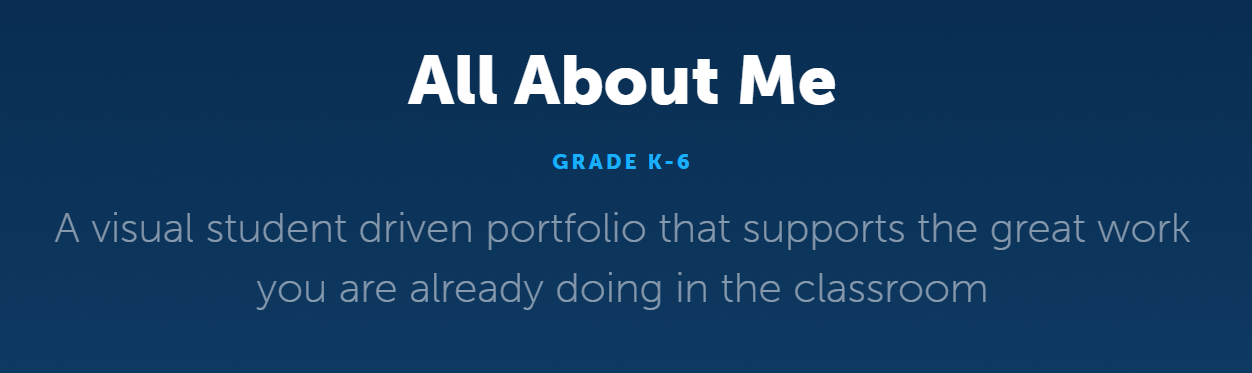 All About Me
GRADE K-6
A visual student driven portfolio that supports the great work
you are already doing in the classroom